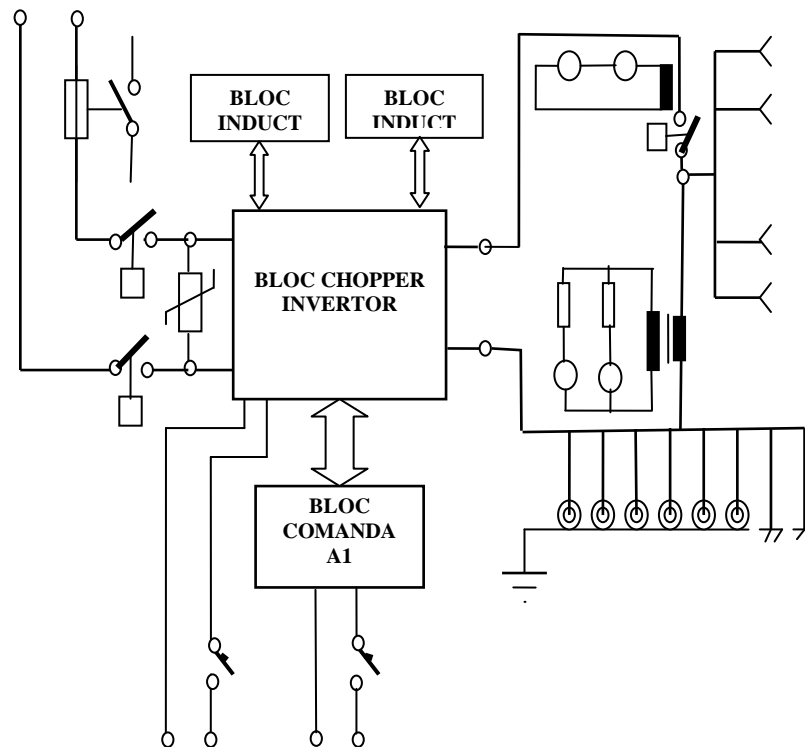 BLOC
INDUCT
BLOC
INDUCT
BLOC CHOPPER
INVERTOR
BLOC
COMANDA
A1